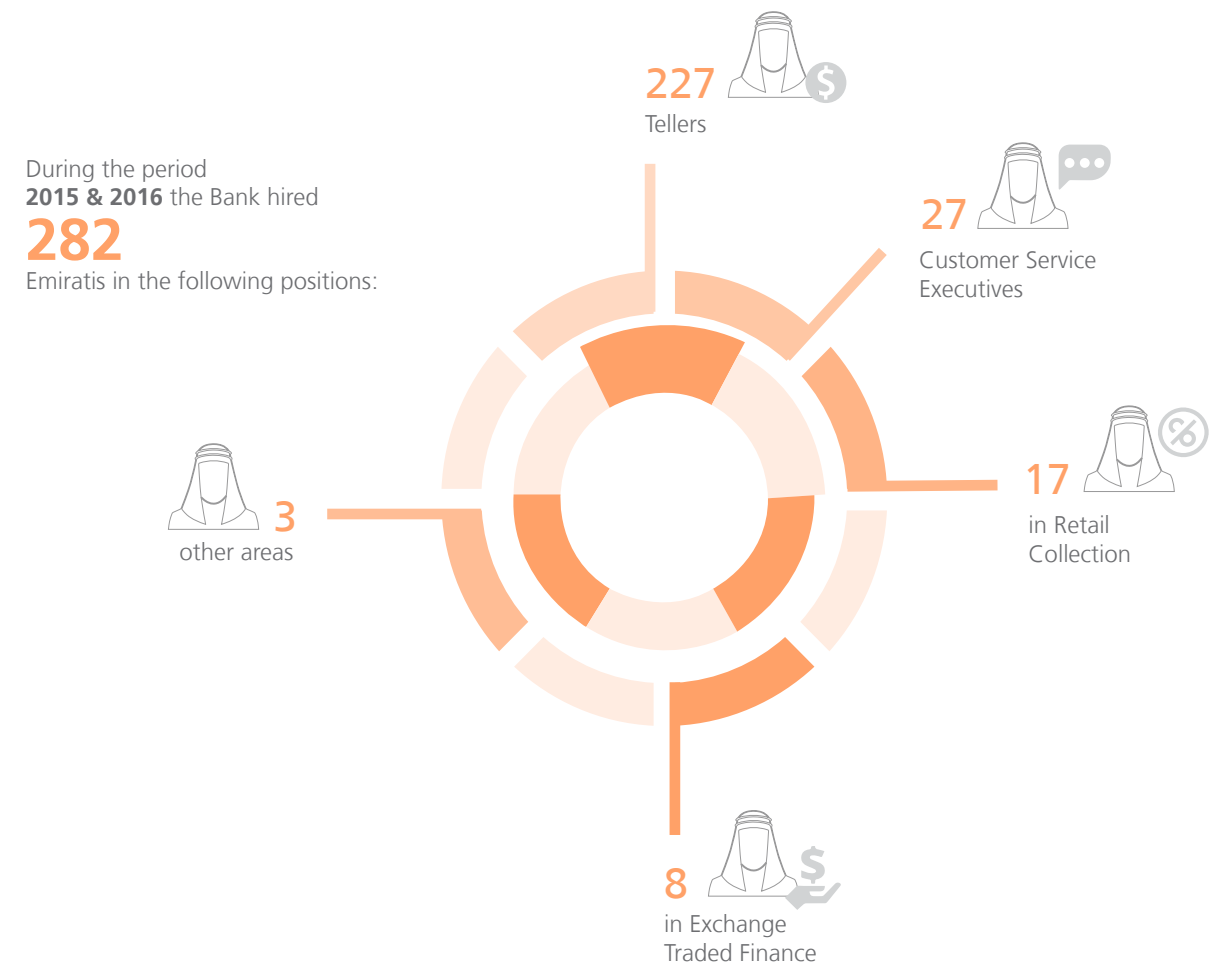 During the period
2015 & 2016 the Bank hired
282
Emiratis in the following positions:
227
Tellers
27
Customer Service
Executives
17
in Retail
Collection
8
in Exchange
Traded Finance
3
other areas